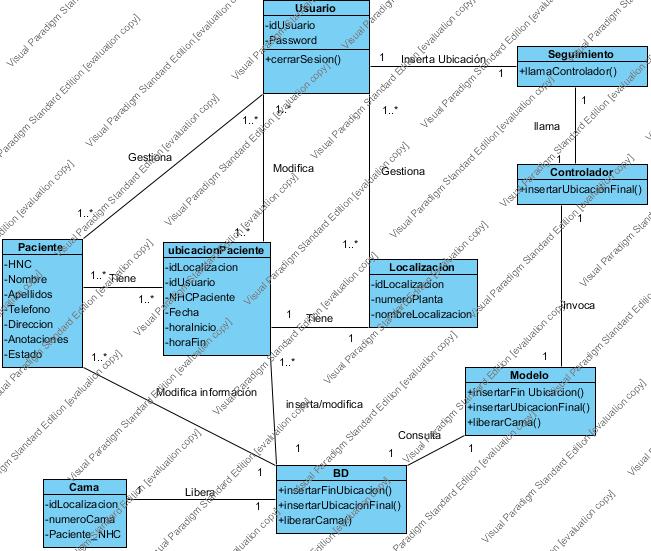 Usuario
-idUsuario
-Password
+cerrarSesion()
1
Inserta Ubicación
1
Seguimiento
+llamaControlador()
1
llama
1
Controlador
+insertarUbicacionFinal()
1
Invoca
1
1..*
1..*
1..*
Gestiona
Modifica
Gestiona
1..*
1..*
1..*
Paciente
-HNC
-Nombre
-Apellidos
-Telefono
-Direccion
-Anotaciones
-Estado
1..*
Tiene
1..*
ubicacionPaciente
-idLocalizacion
-idUsuario
-NHCPaciente
-Fecha
-horaInicio
-horaFin
1
Tiene
1
Localización
-idLocalizacion
-numeroPlanta
-nombreLocalizacion
1..*
1..*
Modifica información
inserta/modifica
Modelo
+insertarFin Ubicacion()
+insertarUbicacionFinal()
+liberarCama()
1
Consulta
1
1
1
BD
+insertarFinUbicacion()
+insertarUbicacionFinal()
+liberarCama()
Cama
-idLocalizacion
-numeroCama
-Paciente_NHC
Libera
1
Visual Paradigm Standard Edition [evaluation copy]